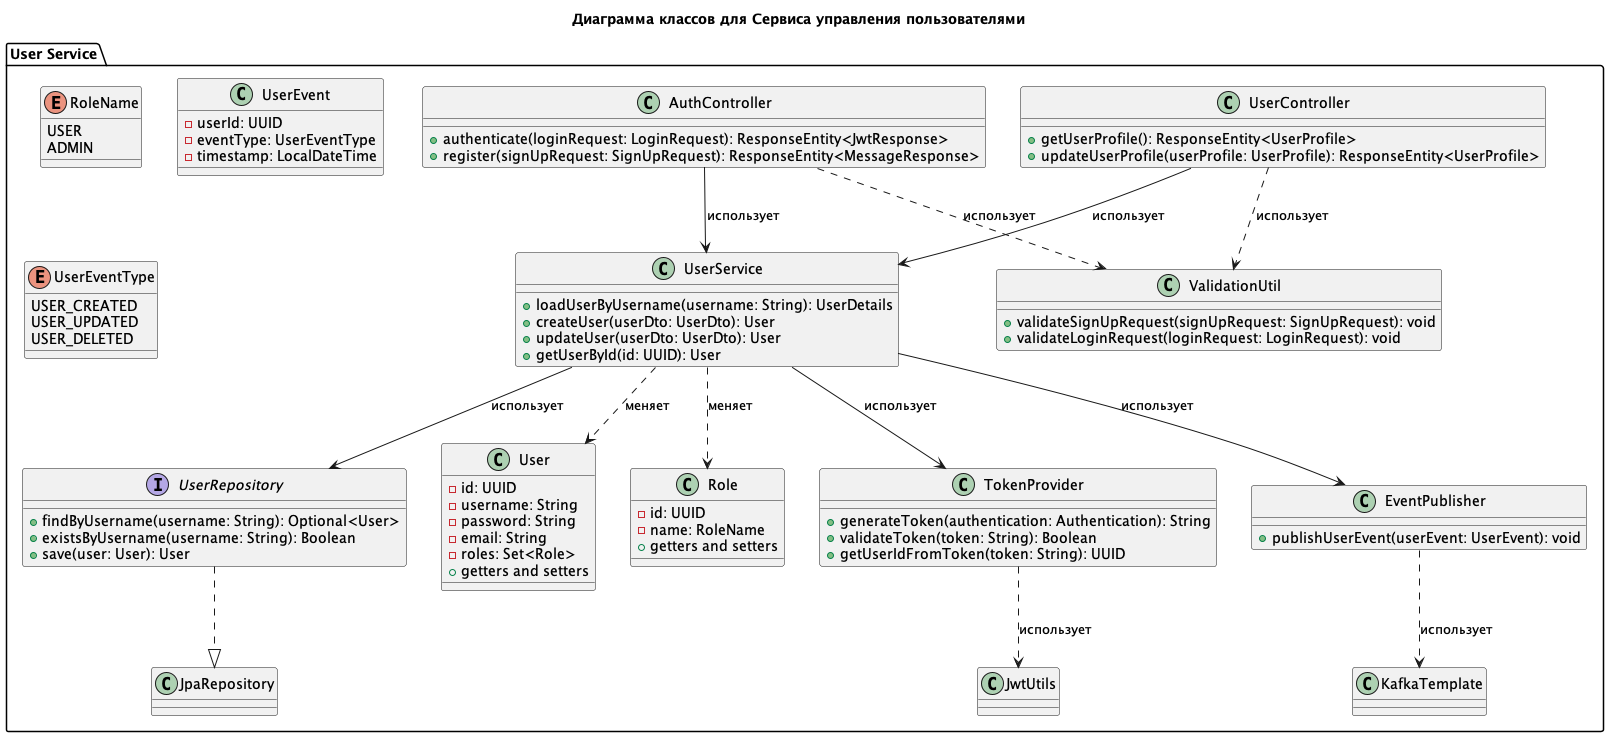 Диаграмма классов для Сервиса управления пользователями
User Service
E RoleName
USER
ADMIN
C UserEvent
userId: UUID
eventType: UserEventType
timestamp: LocalDateTime
C AuthController
authenticate(loginRequest: LoginRequest): ResponseEntity<JwtResponse>
register(signUpRequest: SignUpRequest): ResponseEntity<MessageResponse>
C UserController
getUserProfile(): ResponseEntity<UserProfile>
updateUserProfile(userProfile: UserProfile): ResponseEntity<UserProfile>
использует
использует
использует
использует
E UserEventType
USER_CREATED
USER_UPDATED
USER_DELETED
C UserService
loadUserByUsername(username: String): UserDetails
createUser(userDto: UserDto): User
updateUser(userDto: UserDto): User
getUserById(id: UUID): User
C ValidationUtil
validateSignUpRequest(signUpRequest: SignUpRequest): void
validateLoginRequest(loginRequest: LoginRequest): void
использует
меняет
меняет
использует
использует
I UserRepository
findByUsername(username: String): Optional<User>
existsByUsername(username: String): Boolean
save(user: User): User
C User
id: UUID
username: String
password: String
email: String
roles: Set<Role>
getters and setters
C Role
id: UUID
name: RoleName
getters and setters
C TokenProvider
generateToken(authentication: Authentication): String
validateToken(token: String): Boolean
getUserIdFromToken(token: String): UUID
C EventPublisher
publishUserEvent(userEvent: UserEvent): void
использует
использует
C JpaRepository
C JwtUtils
C KafkaTemplate